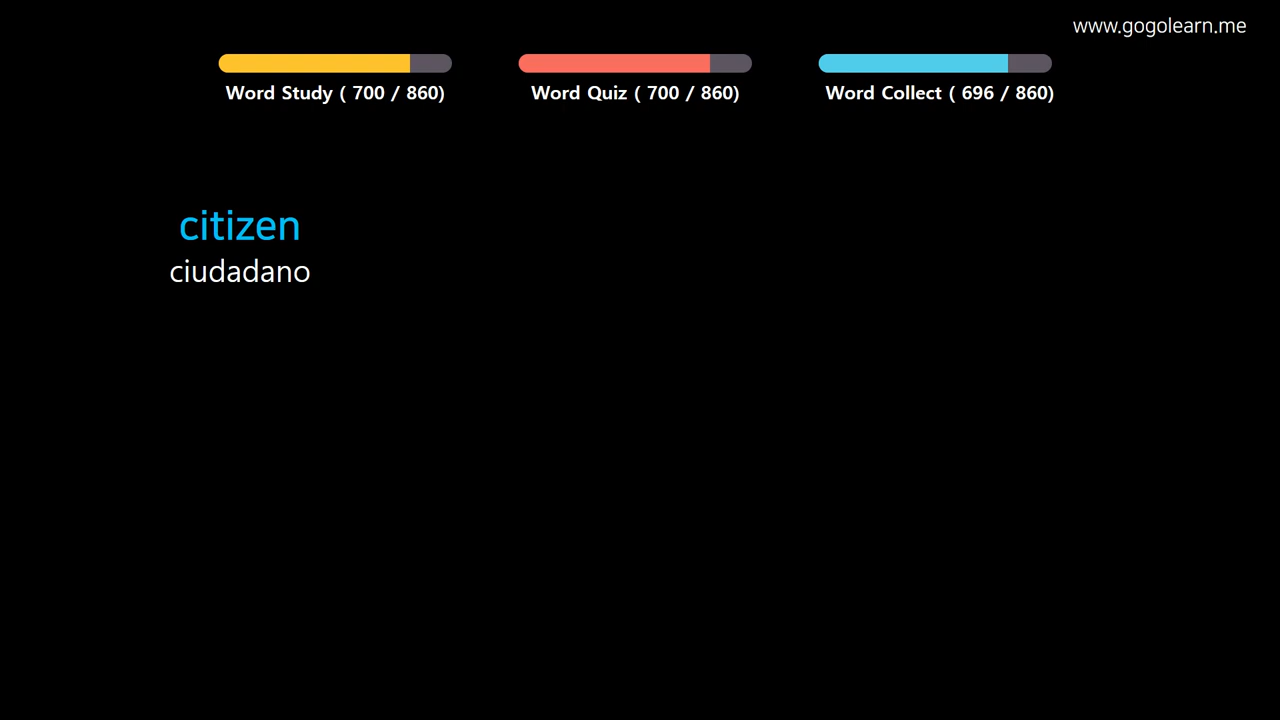 www.gogolearn.me
Word Study ( 700 / 860)
Word Quiz ( 700 / 860)
Word Collect ( 696 / 860)
citizen
ciudadano